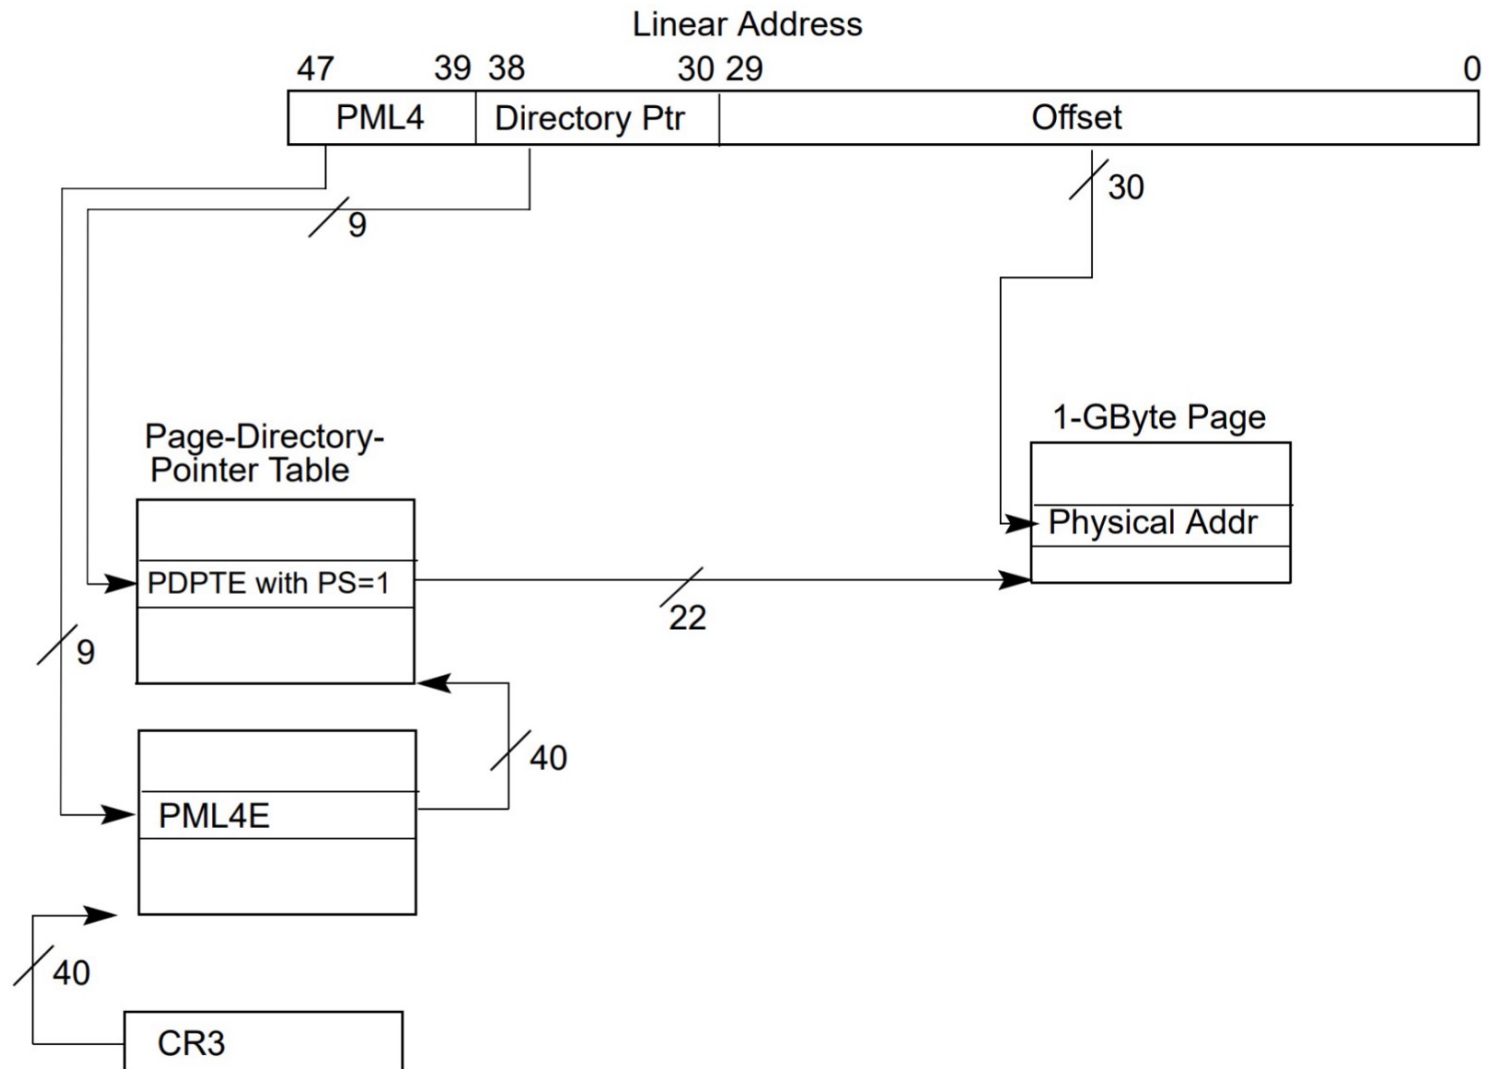 Linear Address
47 39 38 30 29 0
PML4 Directory Ptr Offset
30
9
1-GByte Page
Page-Directory-
Pointer Table
Physical Addr
PDPTE with PS=1
22
9
40
PML4E
40
CR3